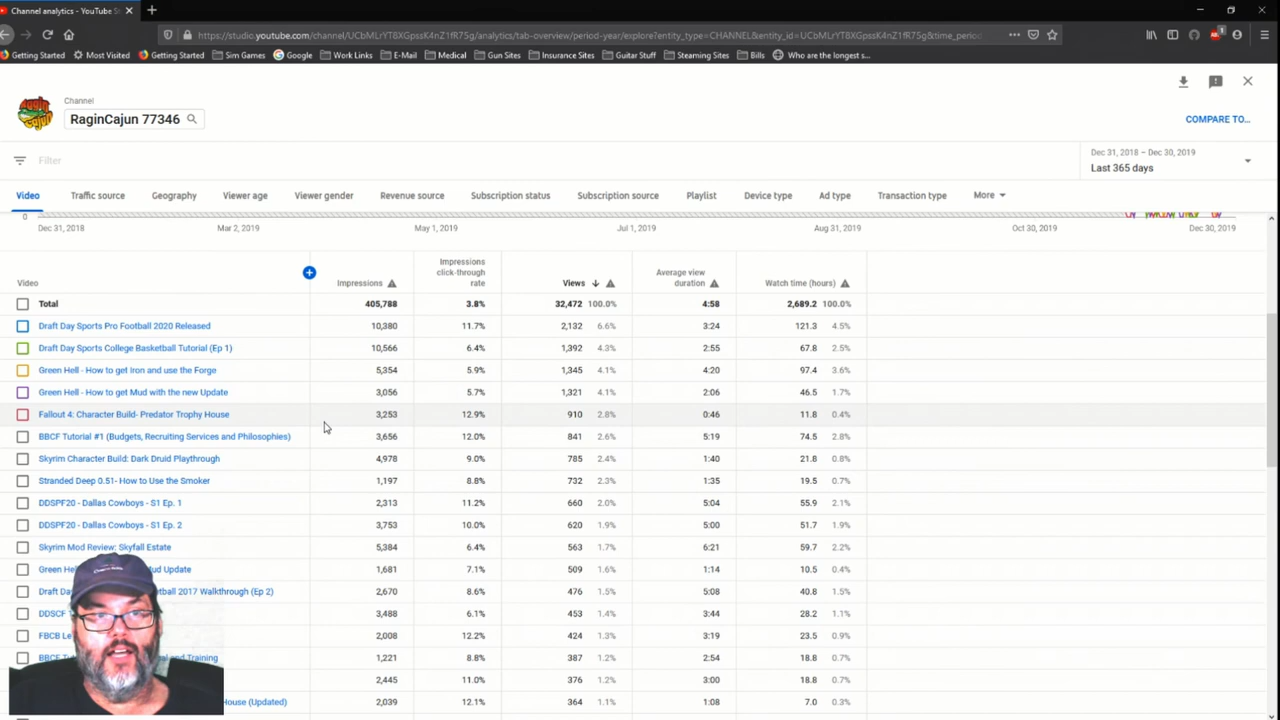 Channel analytics - YouTube S
https://studio.youtube.com/channel/UCbMLrYT8XGpssK4nZ1fR75g/analytics/tab-overview/period-year/explore?entity_type=CHANNEL&entity_id=UCbMLrYT8XGpssK4nZ1fR75g&time_period
Getting Started Most Visited Getting Started Sim Games Google Work Links E-Mail Medical Gun Sites Insurance Sites Guitar Stuff Steaming Sites Bills Who are the longest s...
Channel
RaginCajun 77346
COMPARE TO...
Filter
Dec 31, 2018 – Dec 30, 2019
Last 365 days
Video Traffic source Geography Viewer age Viewer gender Revenue source Subscription status Subscription source Playlist Device type Ad type Transaction type More
0
Dec 31, 2018 Mar 2, 2019 May 1, 2019 Jul 1, 2019 Aug 31, 2019 Oct 30, 2019 Dec 30, 2019
Video Impressions Impressions click-through rate Views Average view duration Watch time (hours)
Total 405,788 3.8% 32,472 100.0% 4:58 2,689.2 100.0%
Draft Day Sports Pro Football 2020 Released 10,380 11.7% 2,132 6.6% 3:24 121.3 4.5%
Draft Day Sports College Basketball Tutorial (Ep 1) 10,566 6.4% 1,392 4.3% 2:55 67.8 2.5%
Green Hell - How to get Iron and use the Forge 5,354 5.9% 1,345 4.1% 4:20 97.4 3.6%
Green Hell - How to get Mud with the new Update 3,056 5.7% 1,321 4.1% 2:06 46.5 1.7%
Fallout 4: Character Build- Predator Trophy House 3,253 12.9% 910 2.8% 0:46 11.8 0.4%
BBCF Tutorial #1 (Budgets, Recruiting Services and Philosophies) 3,656 12.0% 841 2.6% 5:19 74.5 2.8%
Skyrim Character Build: Dark Druid Playthrough 4,978 9.0% 785 2.4% 1:40 21.8 0.8%
Stranded Deep 0.51- How to Use the Smoker 1,197 8.8% 732 2.3% 1:35 19.5 0.7%
DDSPF20 - Dallas Cowboys - S1 Ep. 1 2,313 11.2% 660 2.0% 5:04 55.9 2.1%
DDSPF20 - Dallas Cowboys - S1 Ep. 2 3,753 10.0% 620 1.9% 5:00 51.7 1.9%
Skyrim Mod Review: Skyfall Estate 5,384 6.4% 563 1.7% 6:21 59.7 2.2%
Green Hel ud Update 1,681 7.1% 509 1.6% 1:14 10.5 0.4%
Draft Da tball 2017 Walkthrough (Ep 2) 2,670 8.6% 476 1.5% 5:08 40.8 1.5%
DDSCF 3,488 6.1% 453 1.4% 3:44 28.2 1.1%
FBCB Le 2,008 12.2% 424 1.3% 3:19 23.5 0.9%
BBCF and Training 1,221 8.8% 387 1.2% 2:54 18.8 0.7%
2,445 11.0% 376 1.2% 3:00 18.8 0.7%
House (Updated) 2,039 12.1% 364 1.1% 1:08 7.0 0.3%